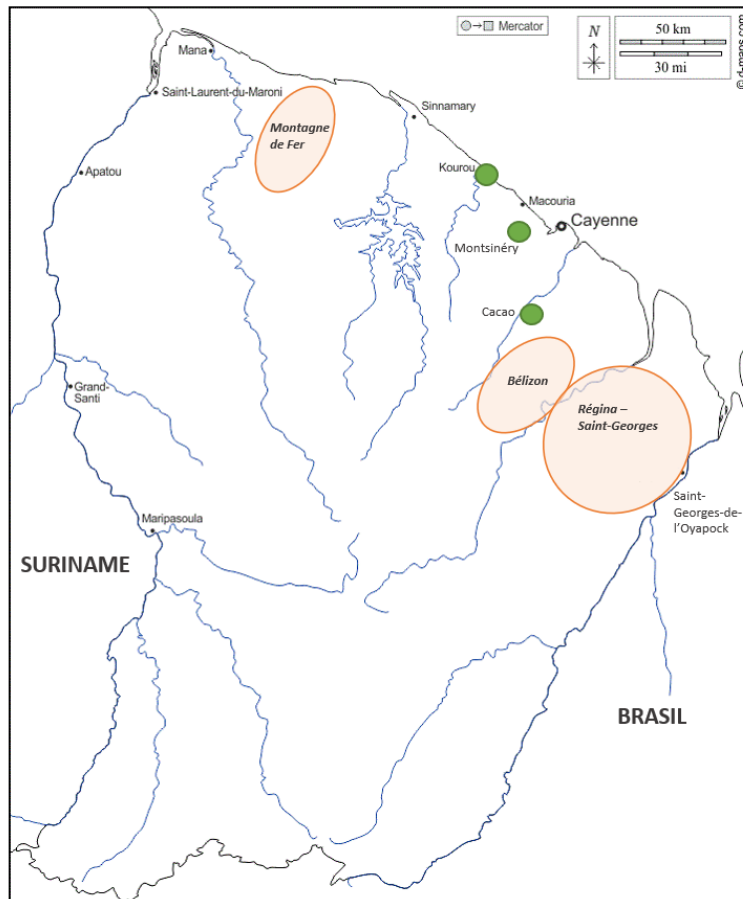 Mercator
N
50 km
30 mi
© d-maps.com
Mana
Saint-Laurent-du-Maroni
Montagne
de Fer
Sinnamary
Apatou
Kourou
Macouria
Cayenne
Montsinéry
Cacao
Bélizon
Grand-
Santi
Régina –
Saint-Georges
Saint-
Georges-de-
l'Oyapock
Maripasoula
SURINAME
BRASIL